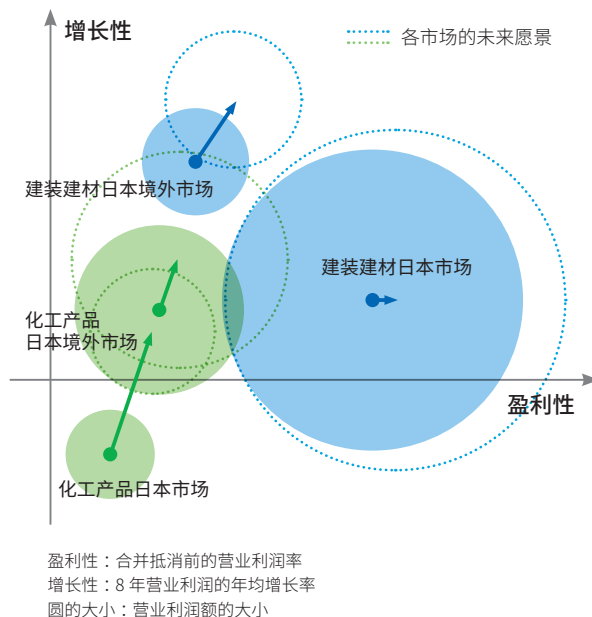 增长性
各市场的未来愿景
建装建材日本境外市场
建装建材日本市场
化工产品
日本境外市场
盈利性
化工产品日本市场
盈利性：合并抵消前的营业利润率
增长性：8 年营业利润的年均增长率
圆的大小：营业利润额的大小